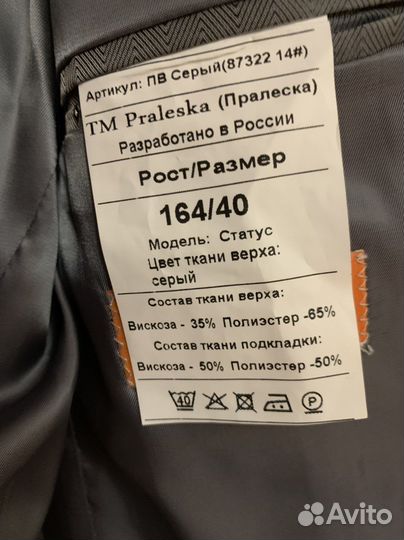 Артикул: ПВ Серый(87322 14#)
TM Praleska (Пралеска)
Разработано в России
Рост/Размер
164/40
Модель: Статус
Цвет ткани верха:
серый
Состав ткани верха:
Вискоза - 35% Полиэстер -65%
Состав ткани подкладки:
Вискоза - 50% Полиэстер -50%
40 P
Avito